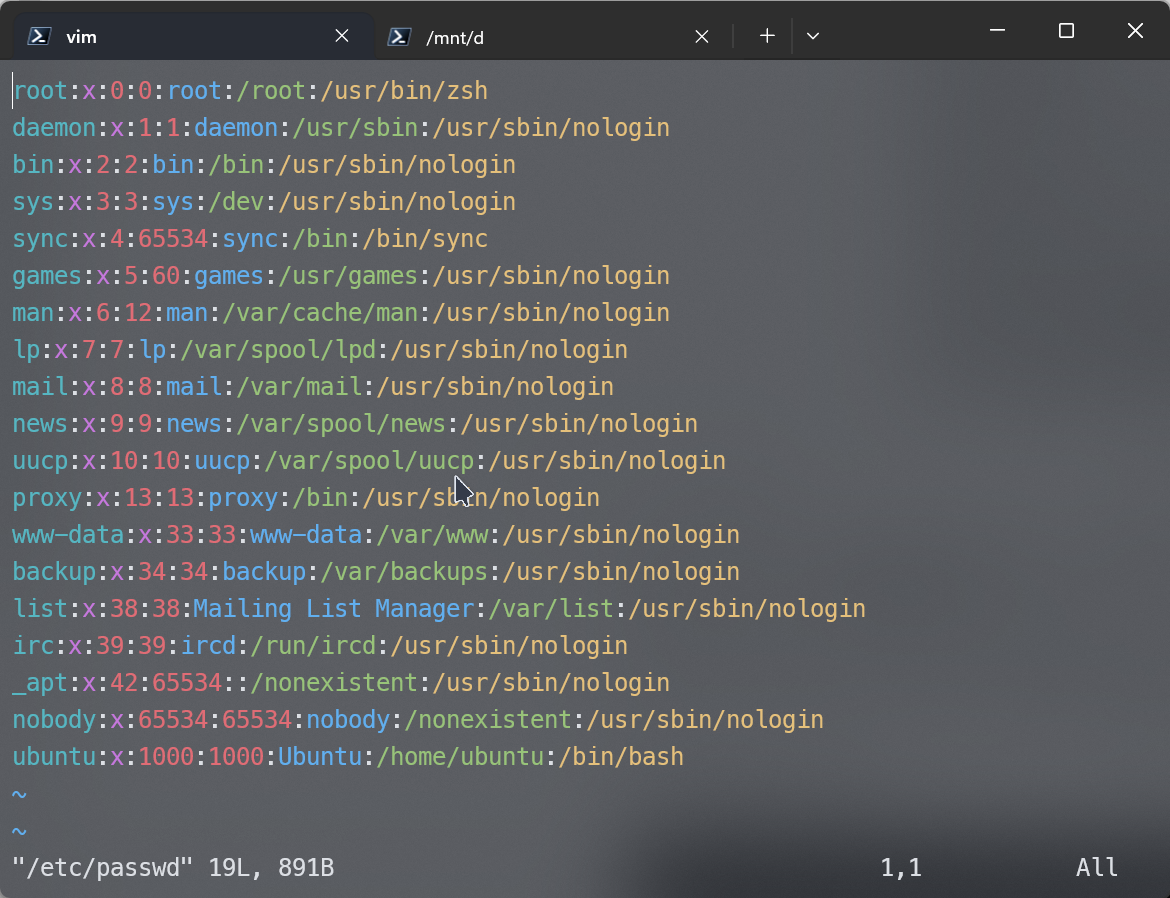 vim
/mnt/d
root:x:0:0:root:/root:/usr/bin/zsh
daemon:x:1:1:daemon:/usr/sbin:/usr/sbin/nologin
bin:x:2:2:bin:/bin:/usr/sbin/nologin
sys:x:3:3:sys:/dev:/usr/sbin/nologin
sync:x:4:65534:sync:/bin:/bin/sync
games:x:5:60:games:/usr/games:/usr/sbin/nologin
man:x:6:12:man:/var/cache/man:/usr/sbin/nologin
lp:x:7:7:lp:/var/spool/lpd:/usr/sbin/nologin
mail:x:8:8:mail:/var/mail:/usr/sbin/nologin
news:x:9:9:news:/var/spool/news:/usr/sbin/nologin
uucp:x:10:10:uucp:/var/spool/uucp:/usr/sbin/nologin
proxy:x:13:13:proxy:/bin:/usr/sbin/nologin
www-data:x:33:33:www-data:/var/www:/usr/sbin/nologin
backup:x:34:34:backup:/var/backups:/usr/sbin/nologin
list:x:38:38:Mailing List Manager:/var/list:/usr/sbin/nologin
irc:x:39:39:ircd:/run/ircd:/usr/sbin/nologin
_apt:x:42:65534::/nonexistent:/usr/sbin/nologin
nobody:x:65534:65534:nobody:/nonexistent:/usr/sbin/nologin
ubuntu:x:1000:1000:Ubuntu:/home/ubuntu:/bin/bash
~
~
"/etc/passwd" 19L, 891B 1,1 All